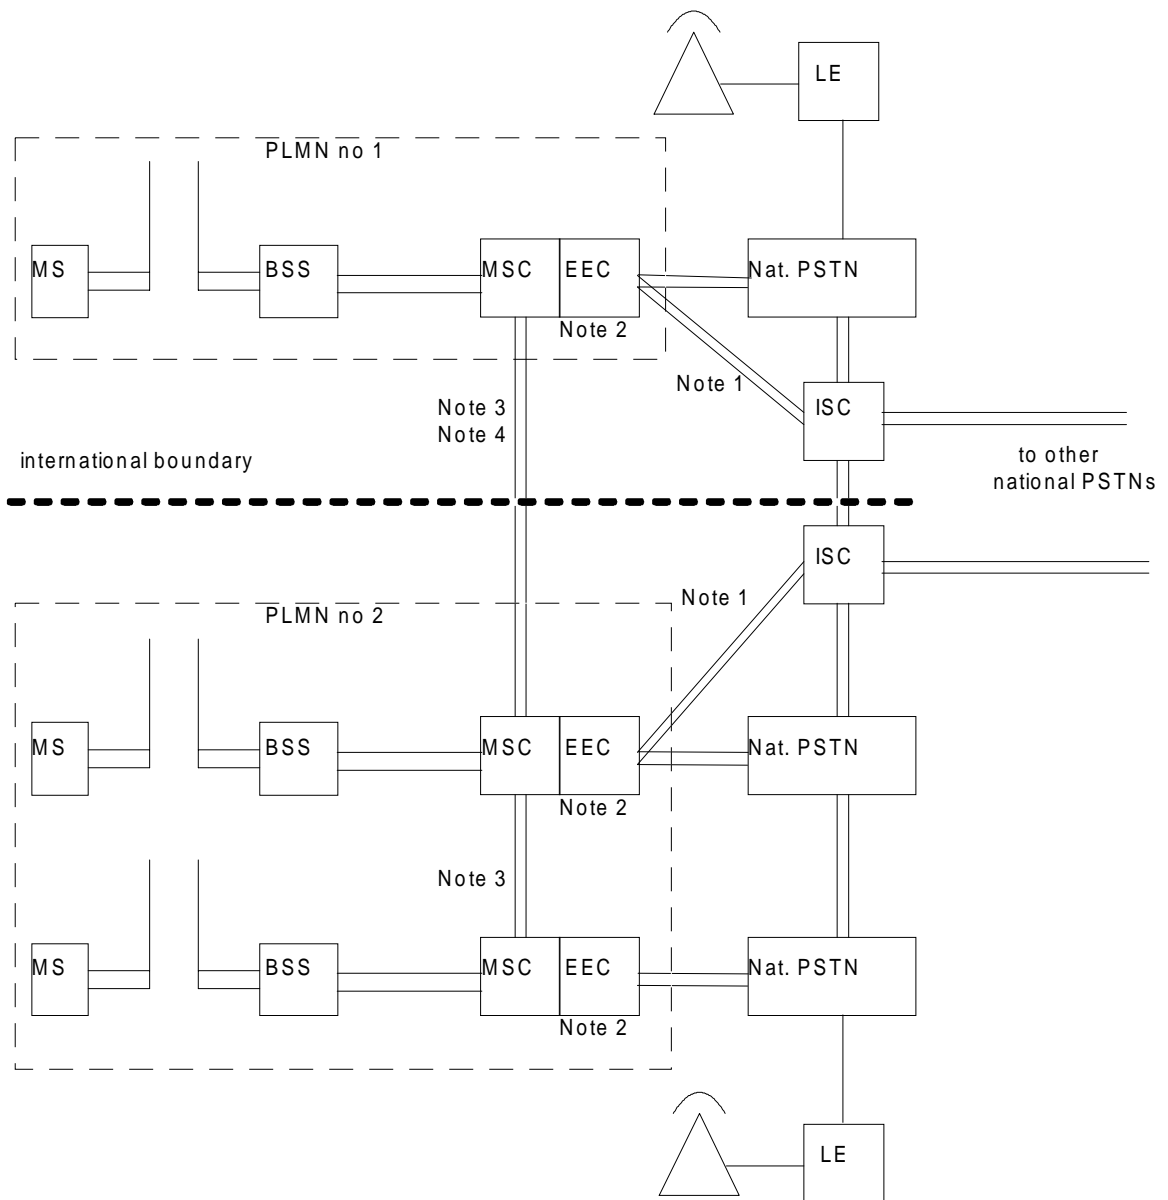 LE
PLMN no 1
MS
BSS
MSC
EEC
Nat. PSTN
Note 2
Note 1
ISC
Note 3
Note 4
international boundary
to other
national PSTNs
ISC
Note 1
PLMN no 2
MS
BSS
MSC
EEC
Nat. PSTN
Note 2
Note 3
MS
BSS
MSC
EEC
Nat. PSTN
Note 2
LE